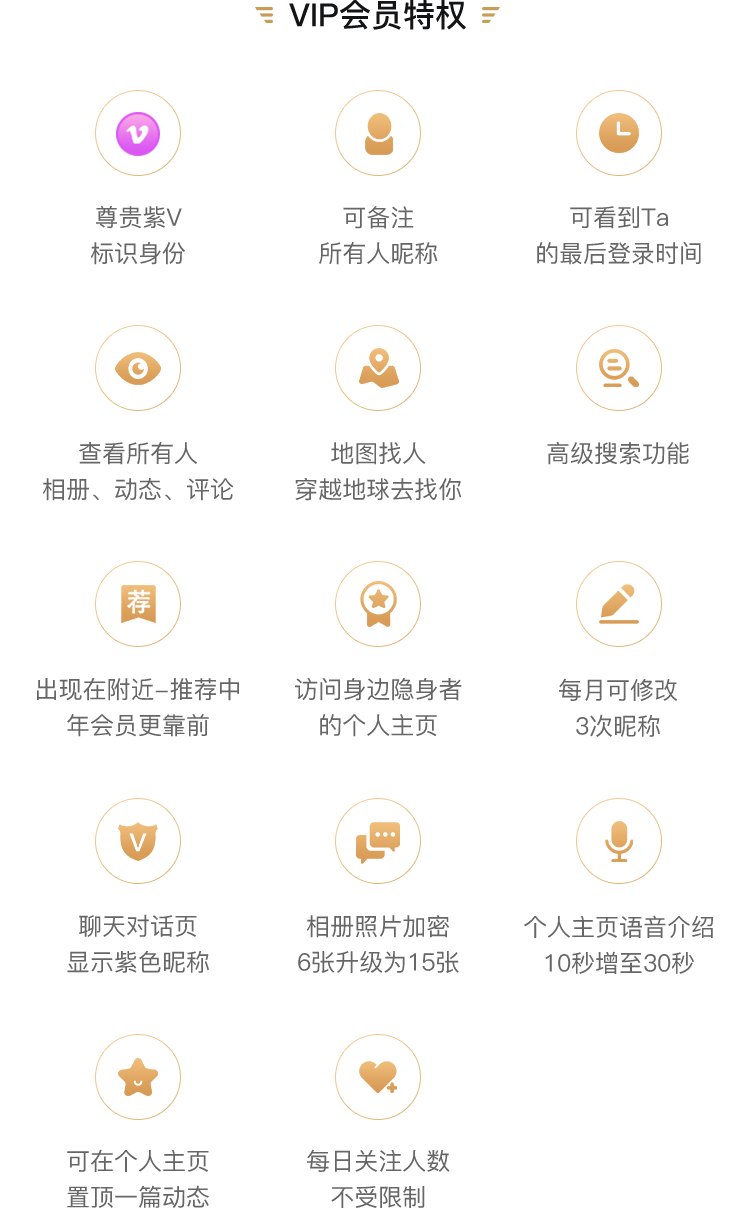 VIP会员特权
尊贵紫V
标识身份
可备注
所有人昵称
可看到Ta
的最后登录时间
查看所有人
相册、动态、评论
地图找人
穿越地球去找你
高级搜索功能
荐
出现在附近-推荐中
年会员更靠前
访问身边隐身者
的个人主页
每月可修改
3次昵称
V
聊天对话页
显示紫色昵称
相册照片加密
6张升级为15张
个人主页语音介绍
10秒增至30秒
可在个人主页
置顶一篇动态
每日关注人数
不受限制